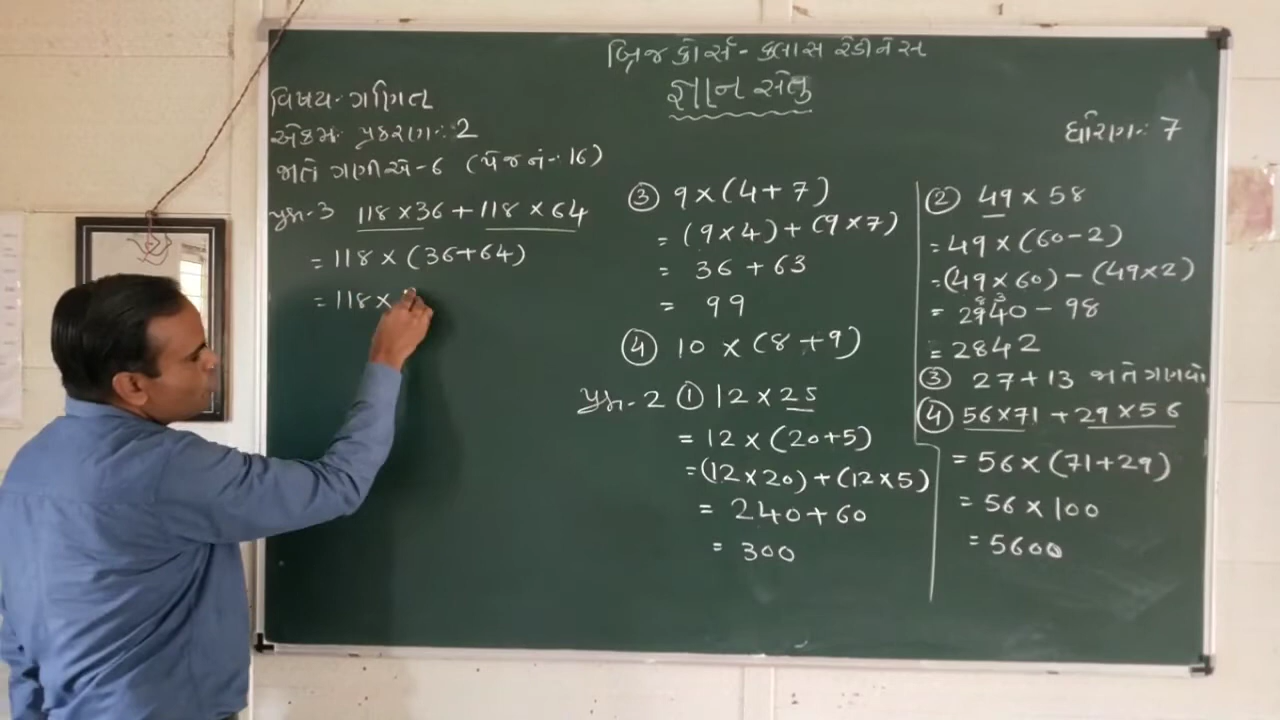 બ્રિજ કોર્સ - ક્લાસ રેડીનેસ
જ્ઞાન સેતુ
વિષય:- ગણિત
એકમ: પ્રકરણ: 2
જાતે ગણીએ - 6 (પેજ નં:- 16)
ધોરણ: 7
પ્રશ્ન-3 118 × 36 + 118 × 64
= 118 × (36+64)
= 118 ×
③ 9 × (4 + 7)
= (9 × 4) + (9 × 7)
= 36 + 63
= 99
④ 10 × (8 + 9)
પ્રશ્ન-2 ① 12 × 25
= 12 × (20+5)
= (12 × 20) + (12 × 5)
= 240 + 60
= 300
② 49 × 58
= 49 × (60-2)
= (49 × 60) - (49 × 2)
8 3
= 2940 - 98
= 2842
③ 27 + 13 જાતે ગણવો
④ 56 × 71 + 29 × 56
= 56 × (71 + 29)
= 56 × 100
= 5600